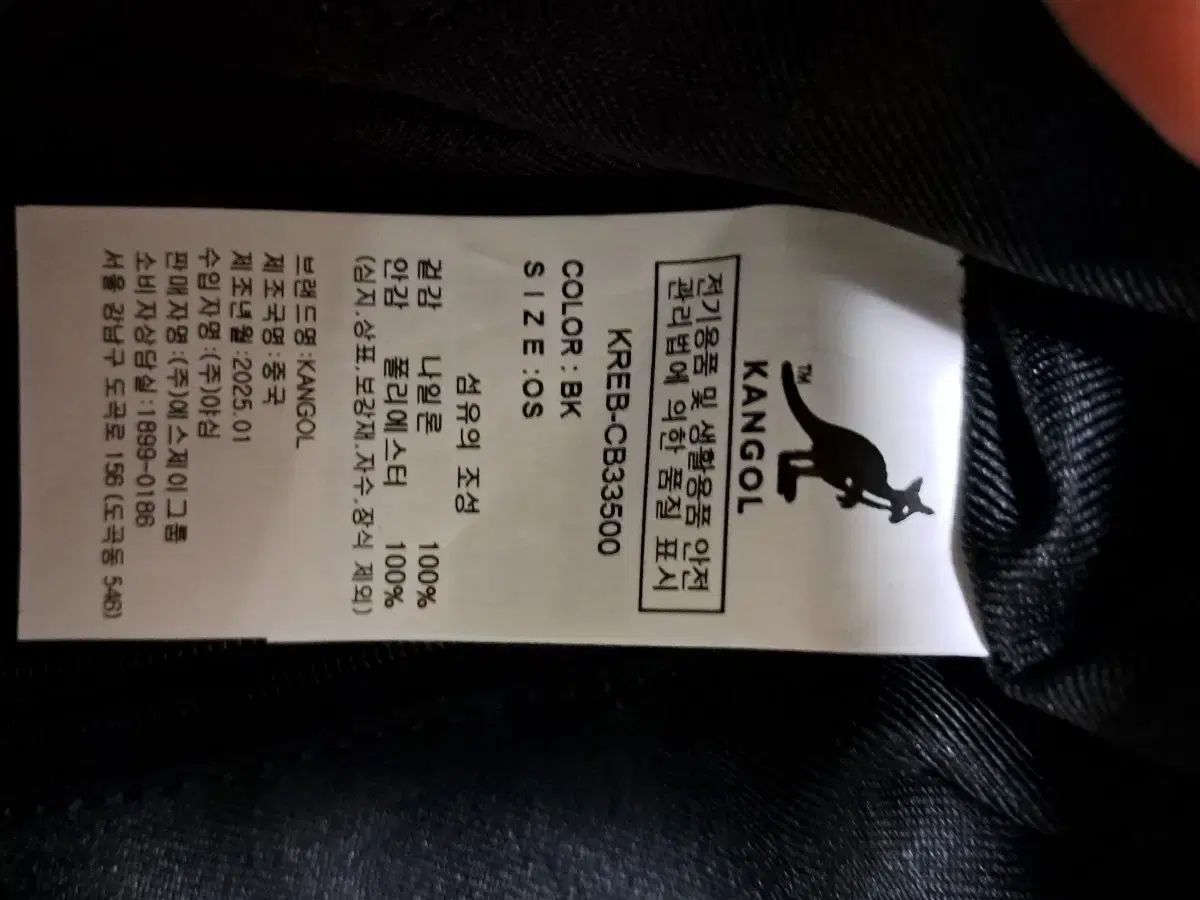 TM
KANGOL
전기용품 및 생활용품 안전
관리법에 의한 품질 표시
KREB-CB33500
COLOR : BK
S I Z E : OS
섬유의 조성
겉감 나일론 100%
안감 폴리에스터 100%
(심지.상표.보강재.자수.장식 제외)
브랜드명:KANGOL
제조국명:중국
제조년월:2025.01
수입자명:(주)야심
판매자명:(주)에스제이그룹
소비자상담실:1899-0186
서울 강남구 도곡로 156 (도곡동 546)